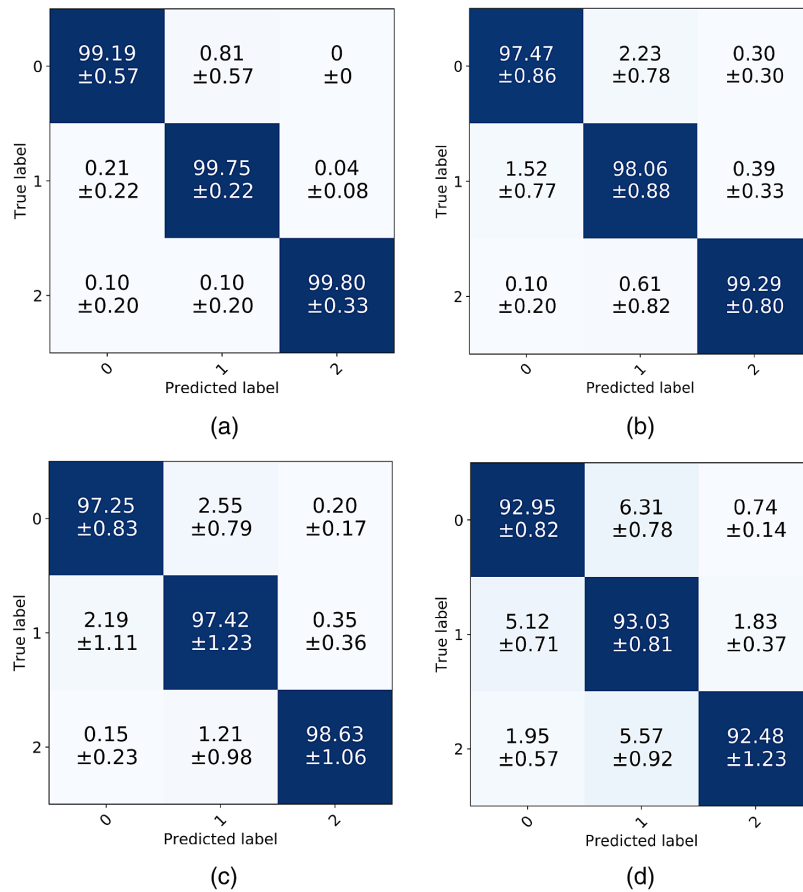 0
99.19 0.81 0
±0.57 ±0.57 ±0
True label
1
0.21 99.75 0.04
±0.22 ±0.22 ±0.08
2
0.10 0.10 99.80
±0.20 ±0.20 ±0.33
0 1 2
Predicted label
(a)
0
97.47 2.23 0.30
±0.86 ±0.78 ±0.30
True label
1
1.52 98.06 0.39
±0.77 ±0.88 ±0.33
2
0.10 0.61 99.29
±0.20 ±0.82 ±0.80
0 1 2
Predicted label
(b)
0
97.25 2.55 0.20
±0.83 ±0.79 ±0.17
True label
1
2.19 97.42 0.35
±1.11 ±1.23 ±0.36
2
0.15 1.21 98.63
±0.23 ±0.98 ±1.06
0 1 2
Predicted label
(c)
0
92.95 6.31 0.74
±0.82 ±0.78 ±0.14
True label
1
5.12 93.03 1.83
±0.71 ±0.81 ±0.37
2
1.95 5.57 92.48
±0.57 ±0.92 ±1.23
0 1 2
Predicted label
(d)